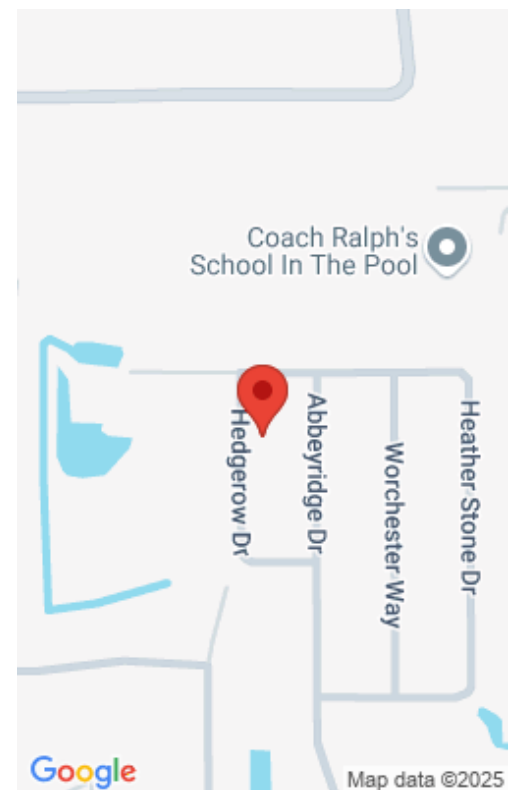 Coach Ralph's
School In The Pool
Hedgerow Dr
Abbeyridge Dr
Worchester Way
Heather Stone Dr
Google
Map data ©2025